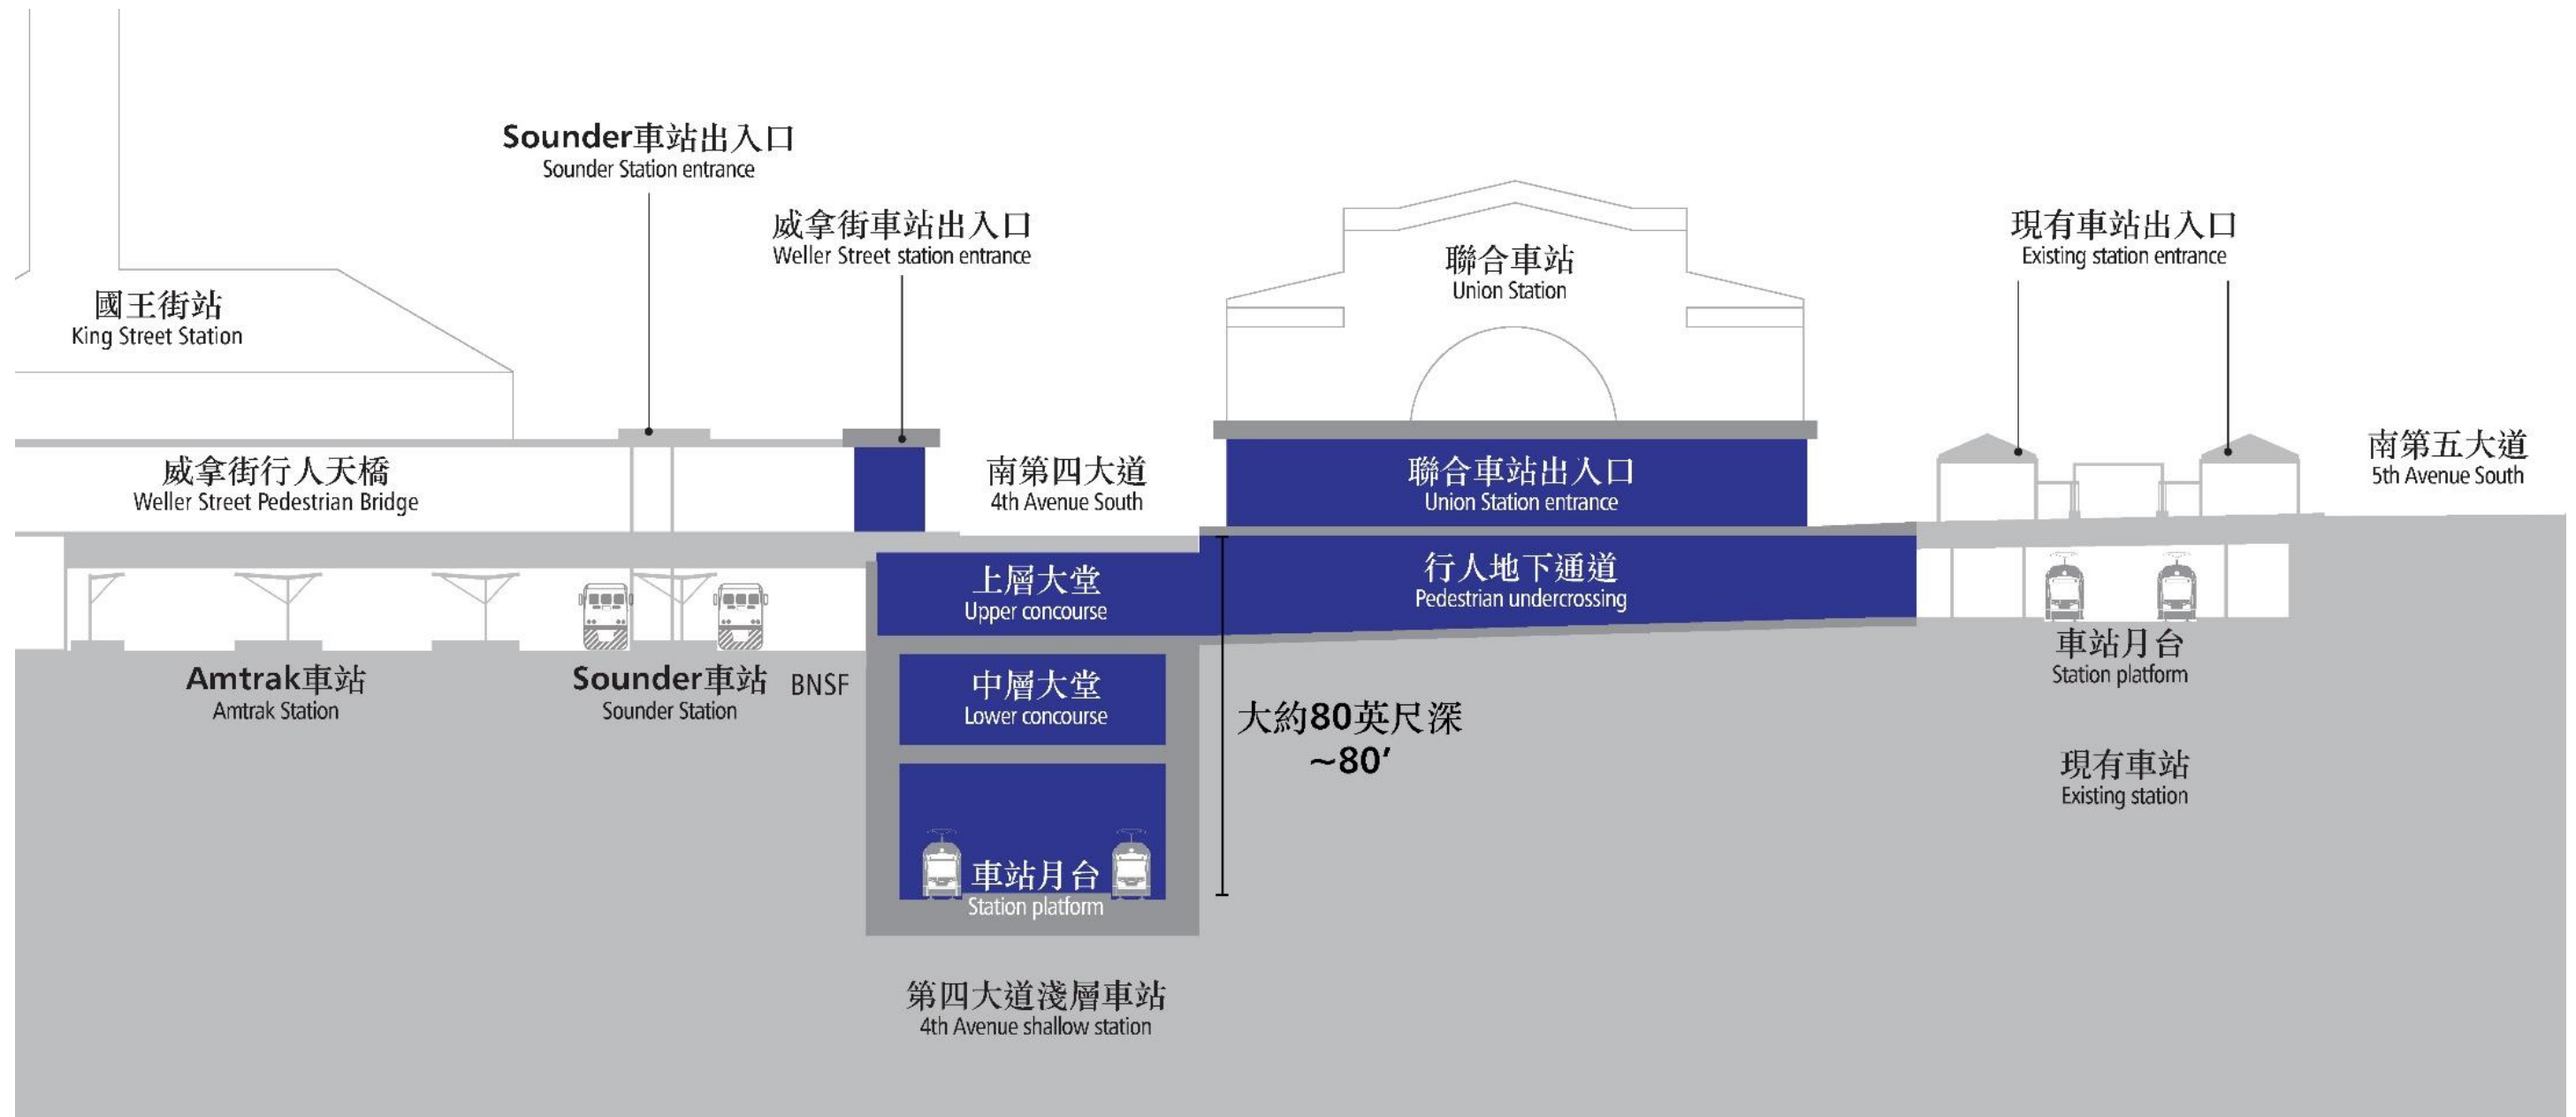 Sounder車站出入口
Sounder Station entrance
威拿街車站出入口
Weller Street station entrance
聯合車站
Union Station
現有車站出入口
Existing station entrance
國王街站
King Street Station
威拿街行人天橋
Weller Street Pedestrian Bridge
南第四大道
4th Avenue South
聯合車站出入口
Union Station entrance
南第五大道
5th Avenue South
上層大堂
Upper concourse
行人地下通道
Pedestrian undercrossing
Amtrak車站
Amtrak Station
Sounder車站
Sounder Station
BNSF
中層大堂
Lower concourse
大約80英尺深
~80’
車站月台
Station platform
現有車站
Existing station
車站月台
Station platform
第四大道淺層車站
4th Avenue shallow station